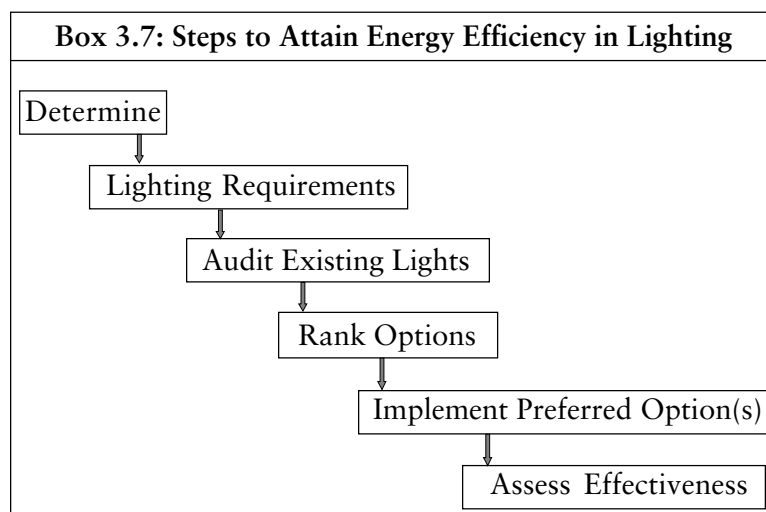 Box 3.7: Steps to Attain Energy Efficiency in Lighting
Determine
Lighting Requirements
Audit Existing Lights
Rank Options
Implement Preferred Option(s)
Assess Effectiveness